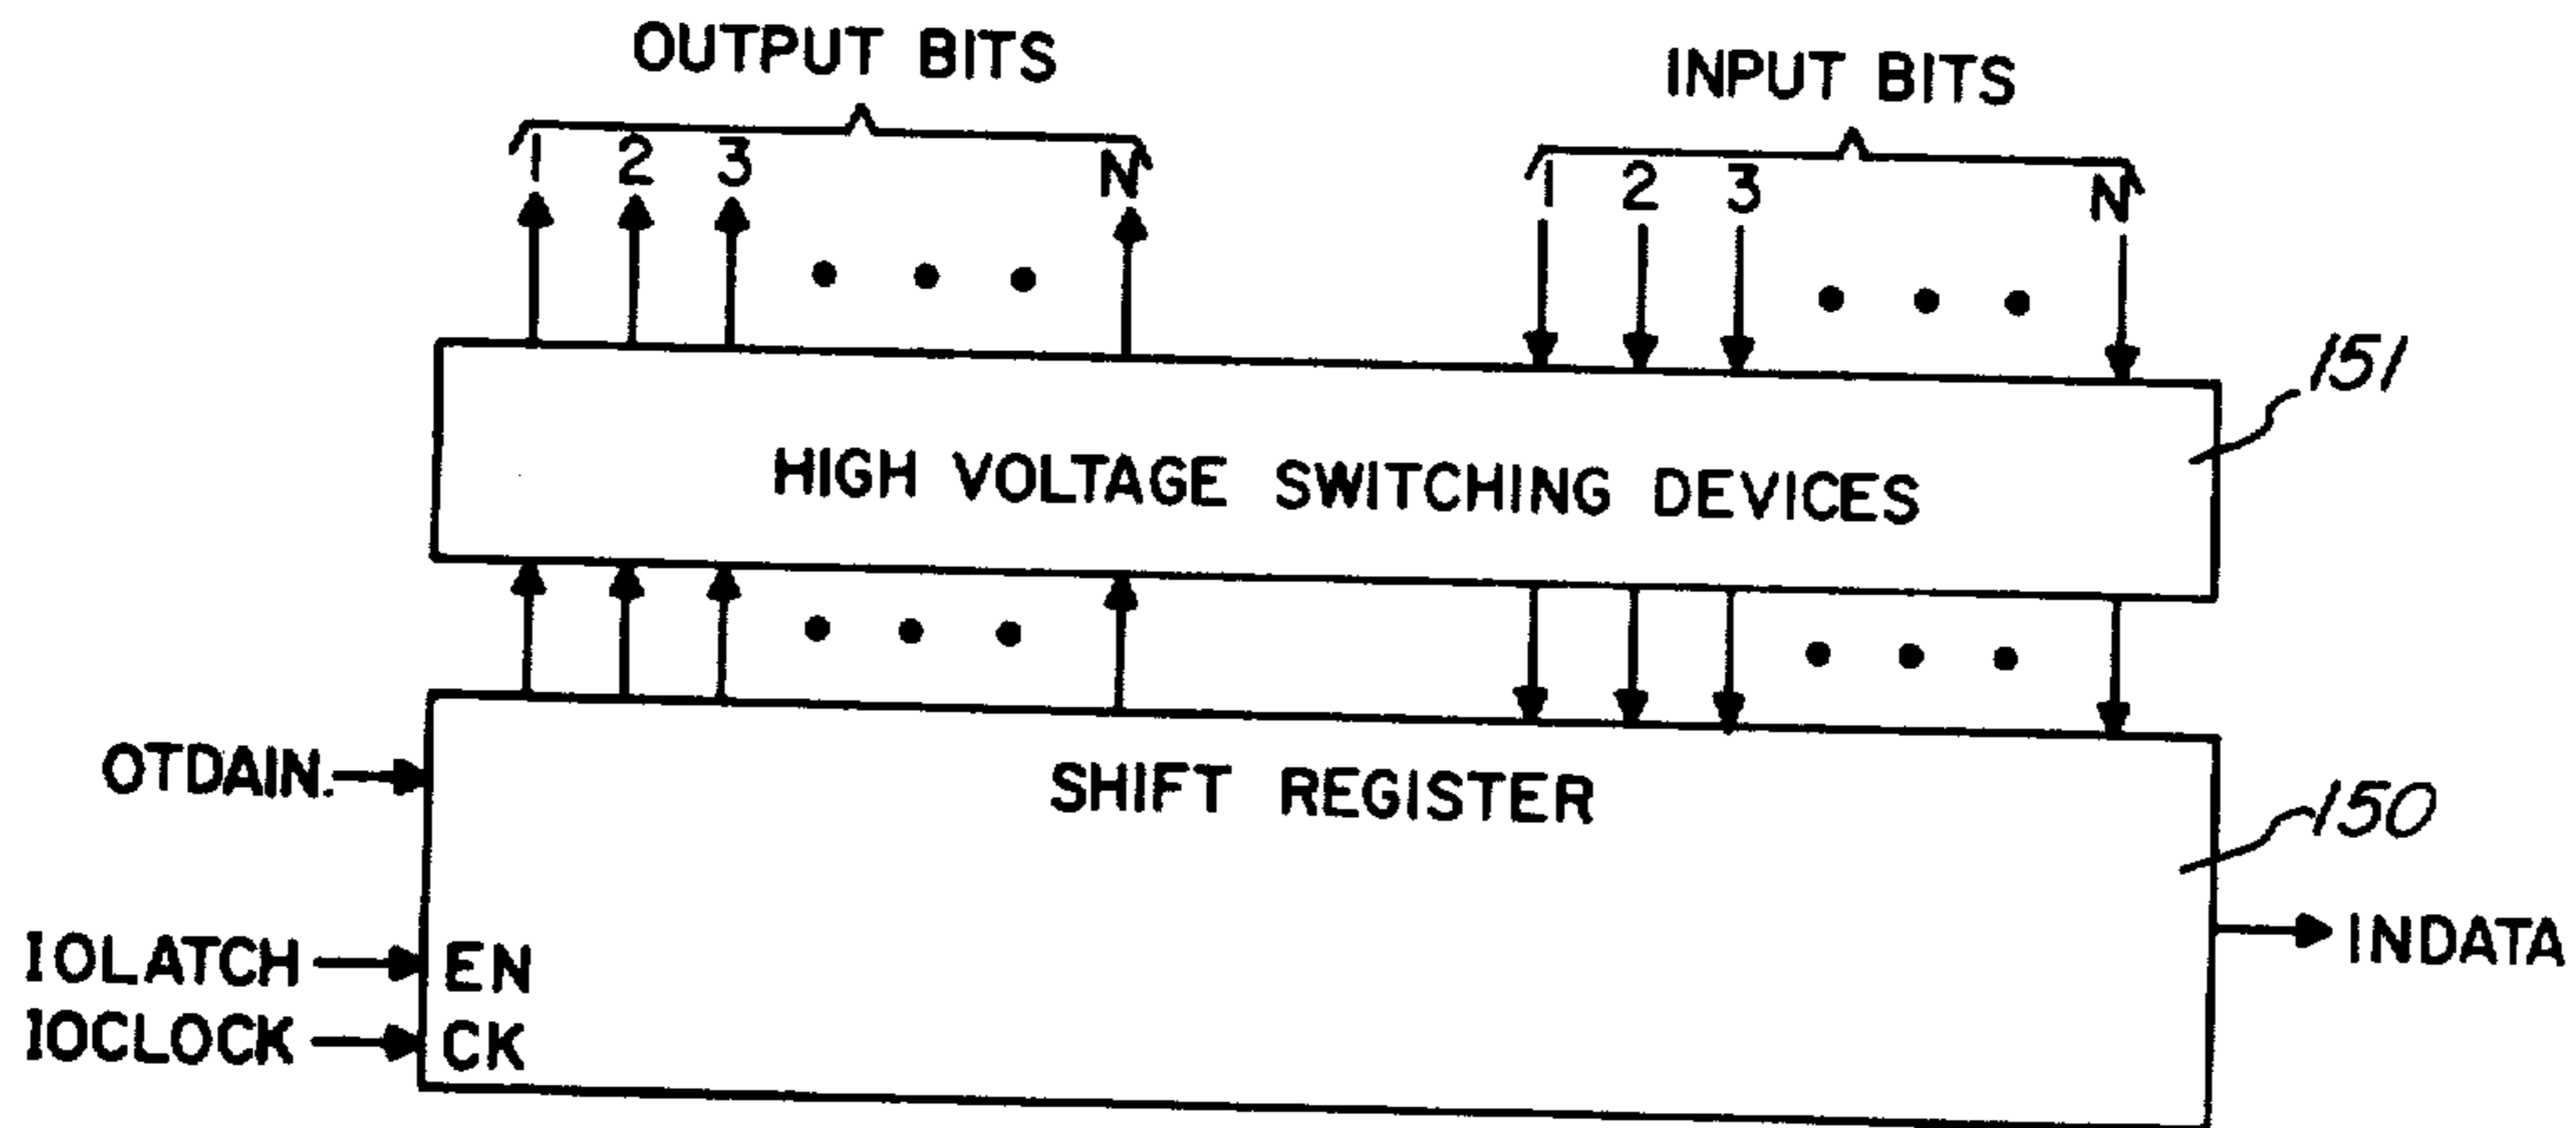 OUTPUT BITS
INPUT BITS
1 2 3 N
1 2 3 N
151
HIGH VOLTAGE SWITCHING DEVICES
OTDAIN.
SHIFT REGISTER
150
IOLATCH EN
INDATA
IOCLOCK CK